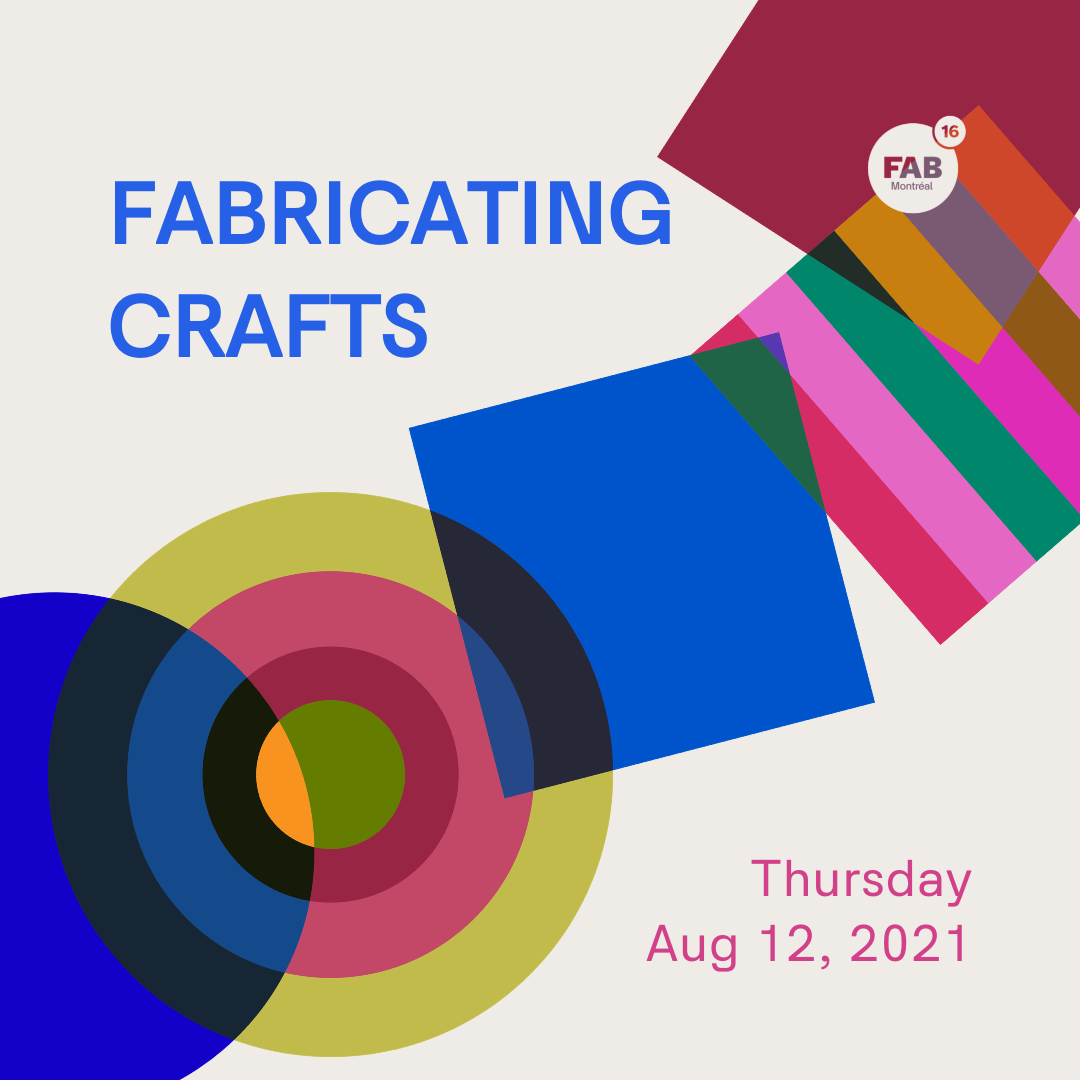 16
FAB
Montréal
FABRICATING
CRAFTS
Thursday
Aug 12, 2021